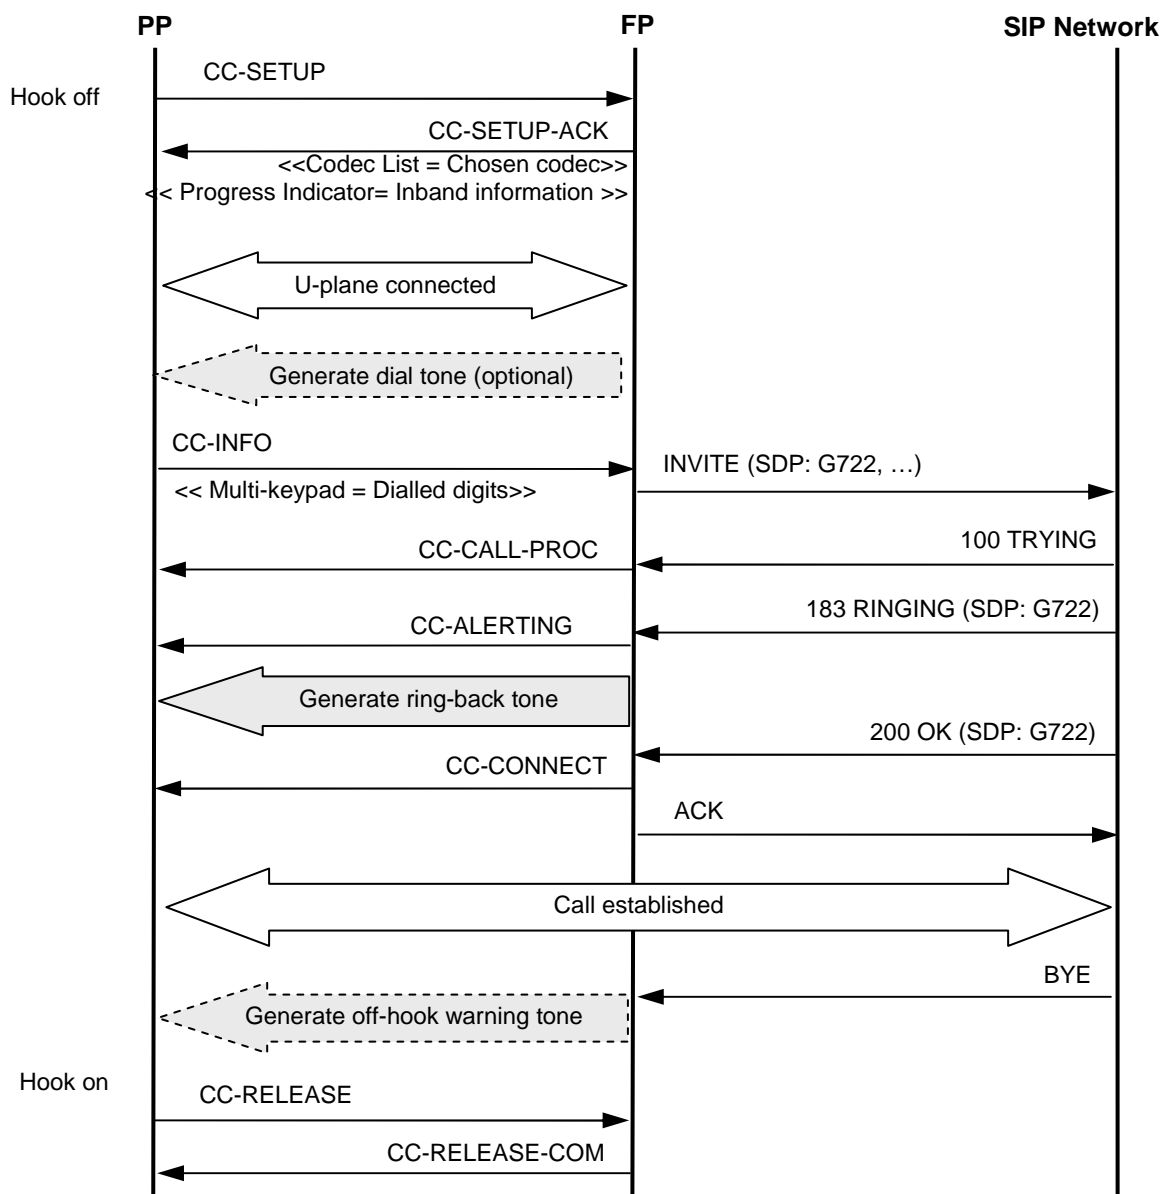 PP
FP
SIP Network
CC-SETUP
Hook off
CC-SETUP-ACK
<<Codec List = Chosen codec>>
<< Progress Indicator= Inband information >>
U-plane connected
Generate dial tone (optional)
CC-INFO
INVITE (SDP: G722, …)
<< Multi-keypad = Dialled digits>>
100 TRYING
CC-CALL-PROC
183 RINGING (SDP: G722)
CC-ALERTING
Generate ring-back tone
200 OK (SDP: G722)
CC-CONNECT
ACK
Call established
BYE
Generate off-hook warning tone
Hook on
CC-RELEASE
CC-RELEASE-COM